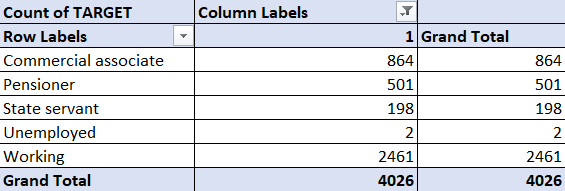 Count of TARGET Column Labels
Row Labels 1 Grand Total
Commercial associate 864 864
Pensioner 501 501
State servant 198 198
Unemployed 2 2
Working 2461 2461
Grand Total 4026 4026